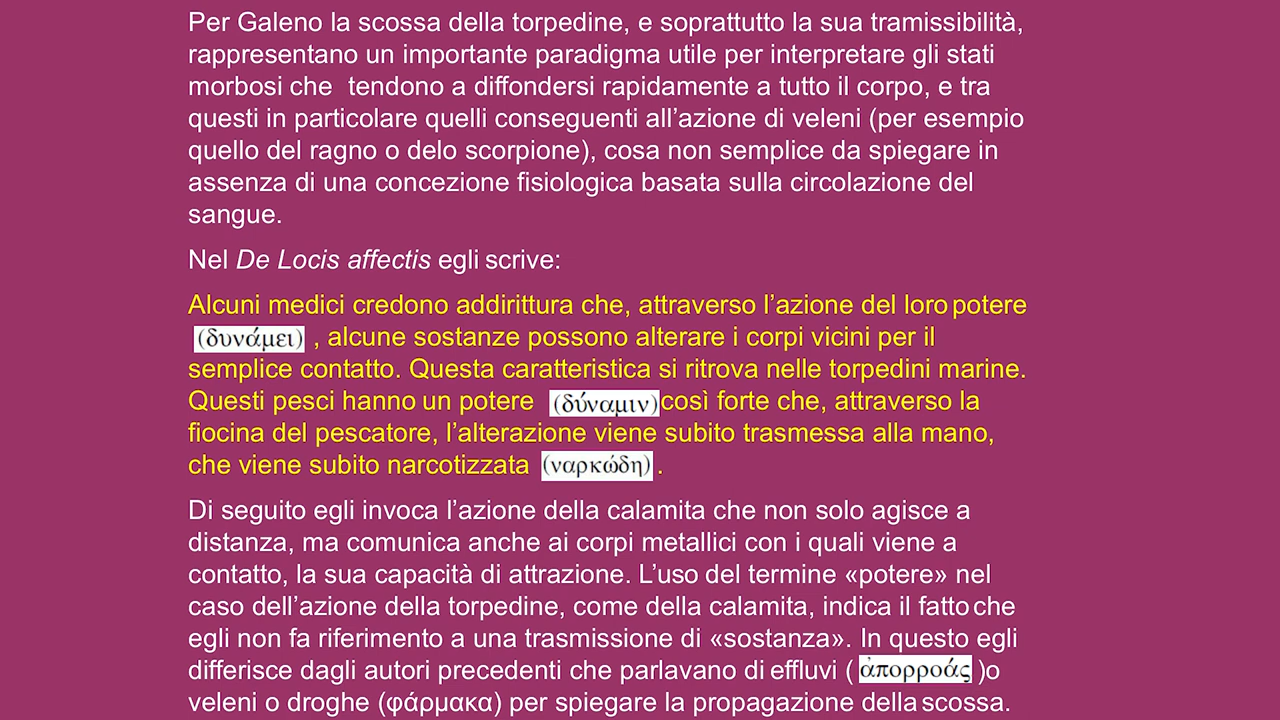 Per Galeno la scossa della torpedine, e soprattutto la sua tramissibilità,
rappresentano un importante paradigma utile per interpretare gli stati
morbosi che tendono a diffondersi rapidamente a tutto il corpo, e tra
questi in particolare quelli conseguenti all’azione di veleni (per esempio
quello del ragno o delo scorpione), cosa non semplice da spiegare in
assenza di una concezione fisiologica basata sulla circolazione del
sangue.
Nel De Locis affectis egli scrive:
Alcuni medici credono addirittura che, attraverso l’azione del loro potere
(δυνάμει) , alcune sostanze possono alterare i corpi vicini per il
semplice contatto. Questa caratteristica si ritrova nelle torpedini marine.
Questi pesci hanno un potere (δύναμιν) così forte che, attraverso la
fiocina del pescatore, l’alterazione viene subito trasmessa alla mano,
che viene subito narcotizzata (ναρκώδη) .
Di seguito egli invoca l’azione della calamita che non solo agisce a
distanza, ma comunica anche ai corpi metallici con i quali viene a
contatto, la sua capacità di attrazione. L’uso del termine «potere» nel
caso dell’azione della torpedine, come della calamita, indica il fatto che
egli non fa riferimento a una trasmissione di «sostanza». In questo egli
differisce dagli autori precedenti che parlavano di effluvi ( ἀπορροάς )o
veleni o droghe (φάρμακα) per spiegare la propagazione della scossa.